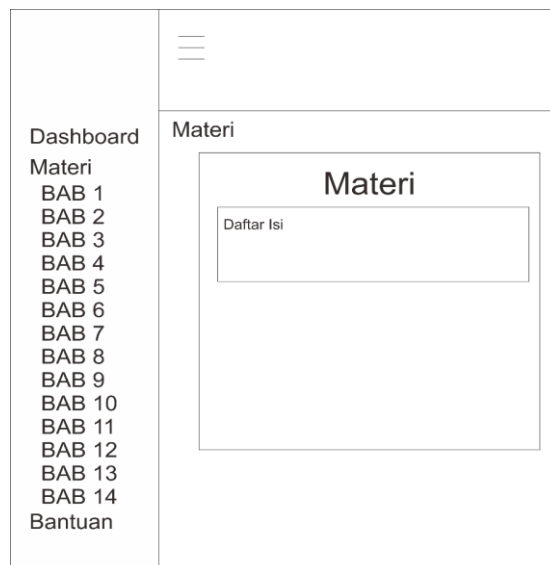 Dashboard
Materi
BAB 1
BAB 2
BAB 3
BAB 4
BAB 5
BAB 6
BAB 7
BAB 8
BAB 9
BAB 10
BAB 11
BAB 12
BAB 13
BAB 14
Bantuan
Materi
Materi
Daftar Isi